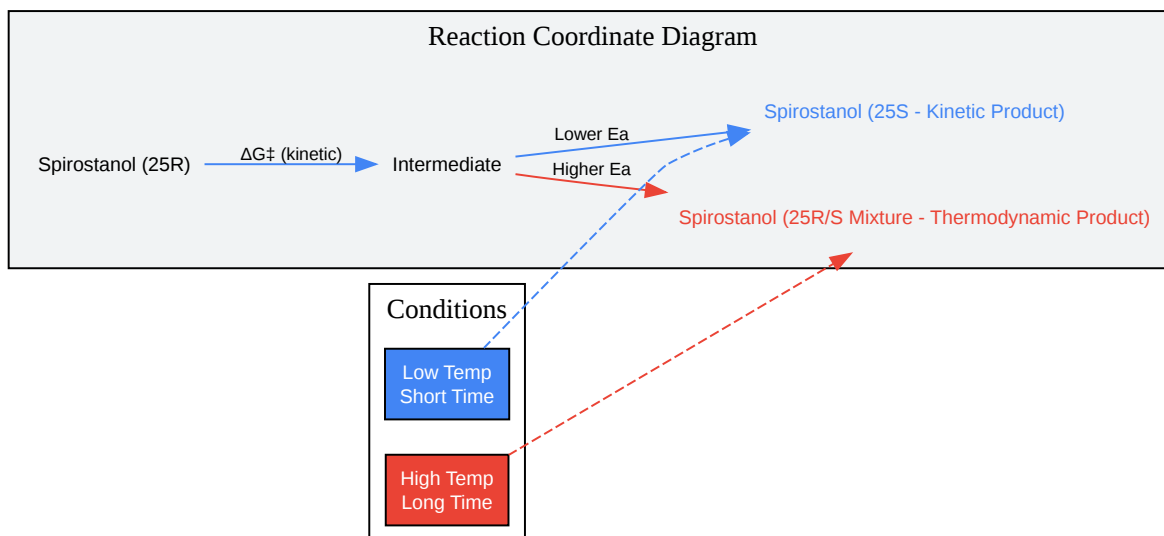 Reaction Coordinate Diagram
Spirostanol (25R)
ΔG‡ (kinetic)
Intermediate
Lower Ea
Higher Ea
Spirostanol (25S - Kinetic Product)
Spirostanol (25R/S Mixture - Thermodynamic Product)
Conditions
Low Temp
Short Time
High Temp
Long Time